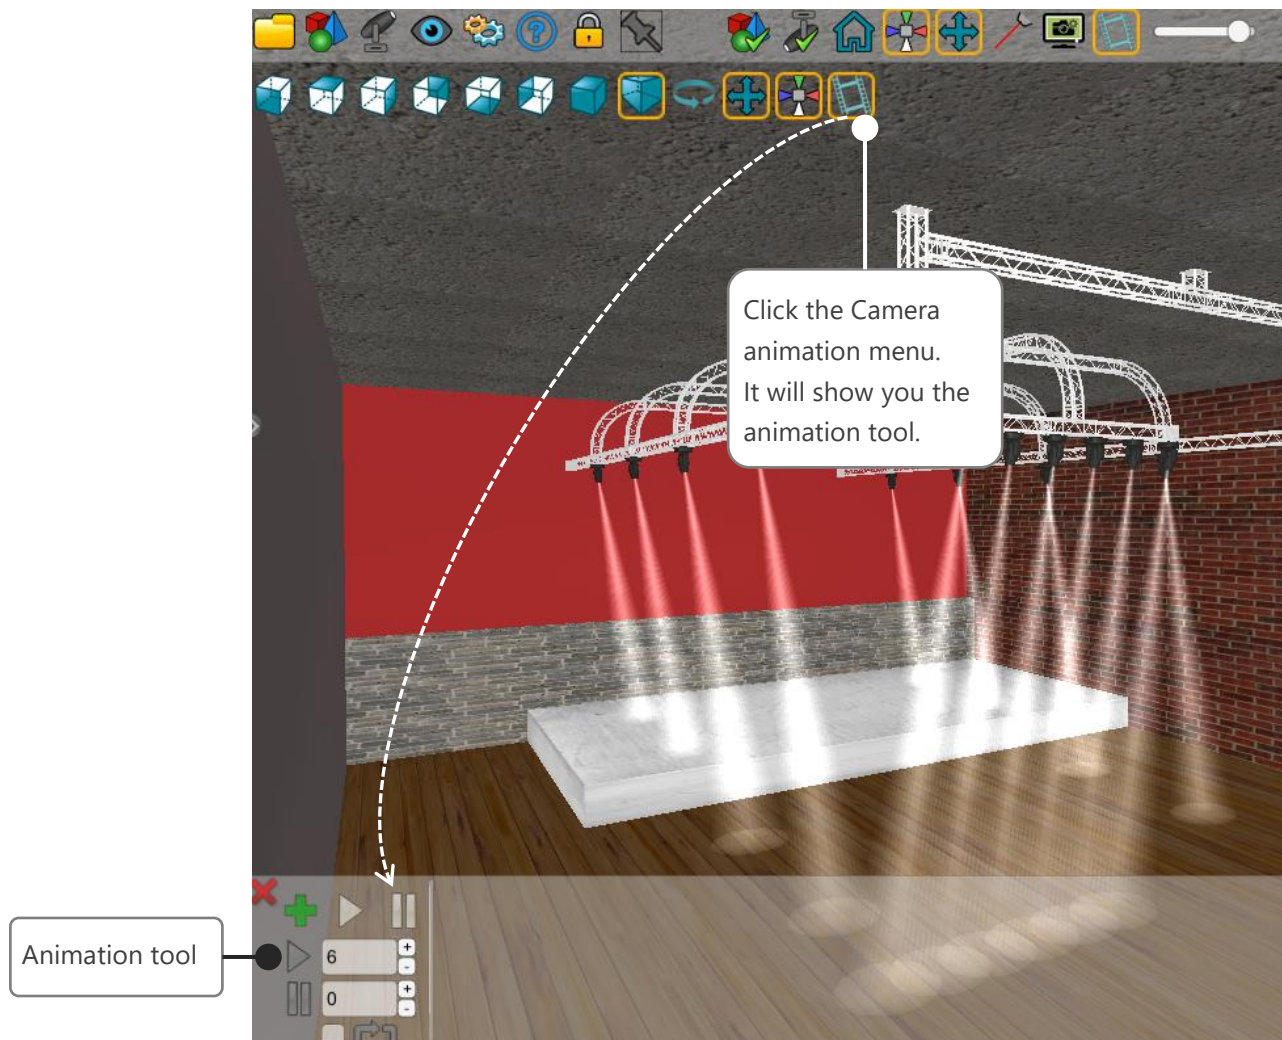 Click the Camera
animation menu.
It will show you the
animation tool.
Animation tool
6
+
-
0
+
-